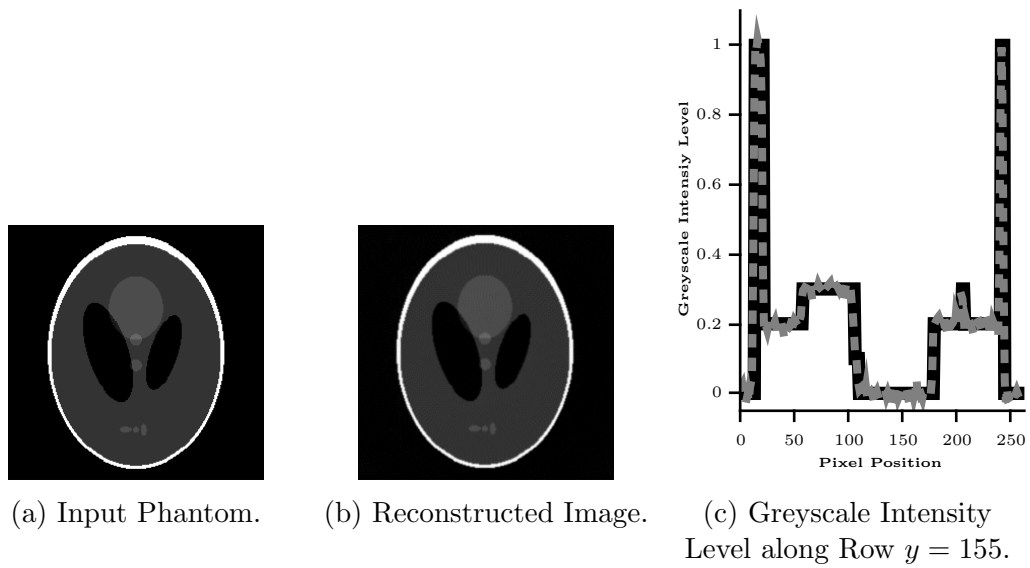 1
0.8
0.6
0.4
0.2
0
Greyscale Intensiy Level
0 50 100 150 200 250
Pixel Position
(a) Input Phantom.
(b) Reconstructed Image.
(c) Greyscale Intensity
Level along Row y = 155.